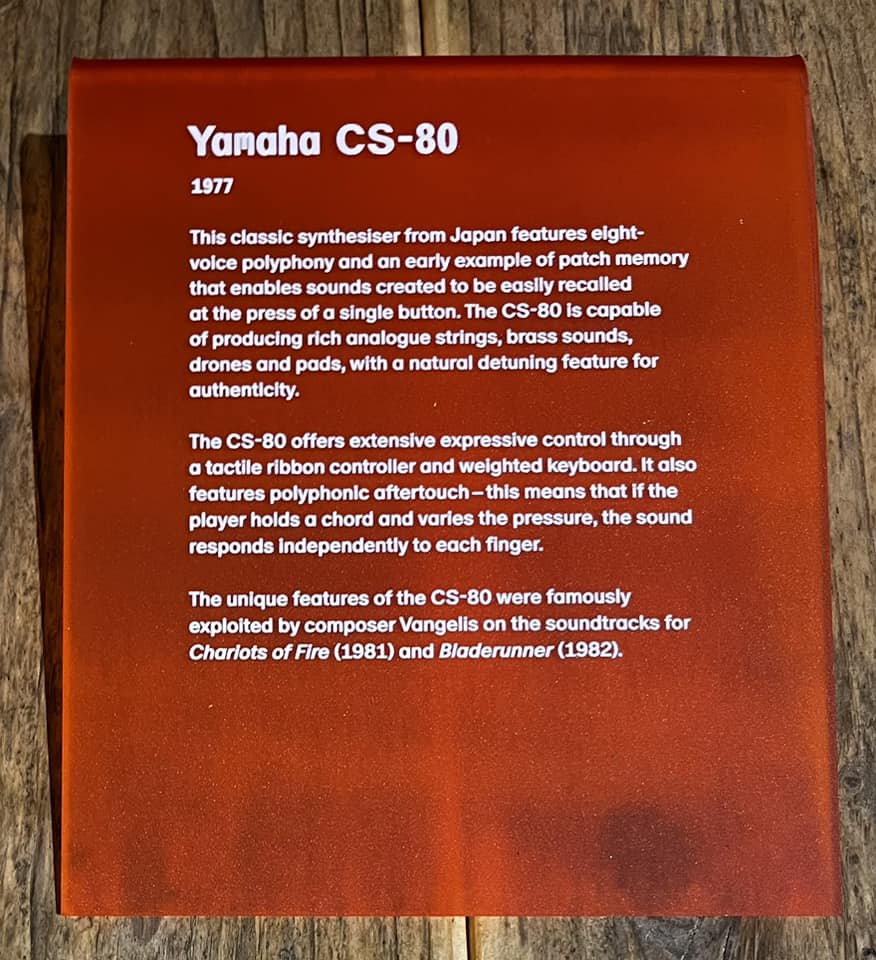 Yamaha CS-80
1977
This classic synthesiser from Japan features eight-
voice polyphony and an early example of patch memory
that enables sounds created to be easily recalled
at the press of a single button. The CS-80 is capable
of producing rich analogue strings, brass sounds,
drones and pads, with a natural detuning feature for
authenticity.
The CS-80 offers extensive expressive control through
a tactile ribbon controller and weighted keyboard. It also
features polyphonic aftertouch – this means that if the
player holds a chord and varies the pressure, the sound
responds independently to each finger.
The unique features of the CS-80 were famously
exploited by composer Vangelis on the soundtracks for
Chariots of Fire (1981) and Bladerunner (1982).